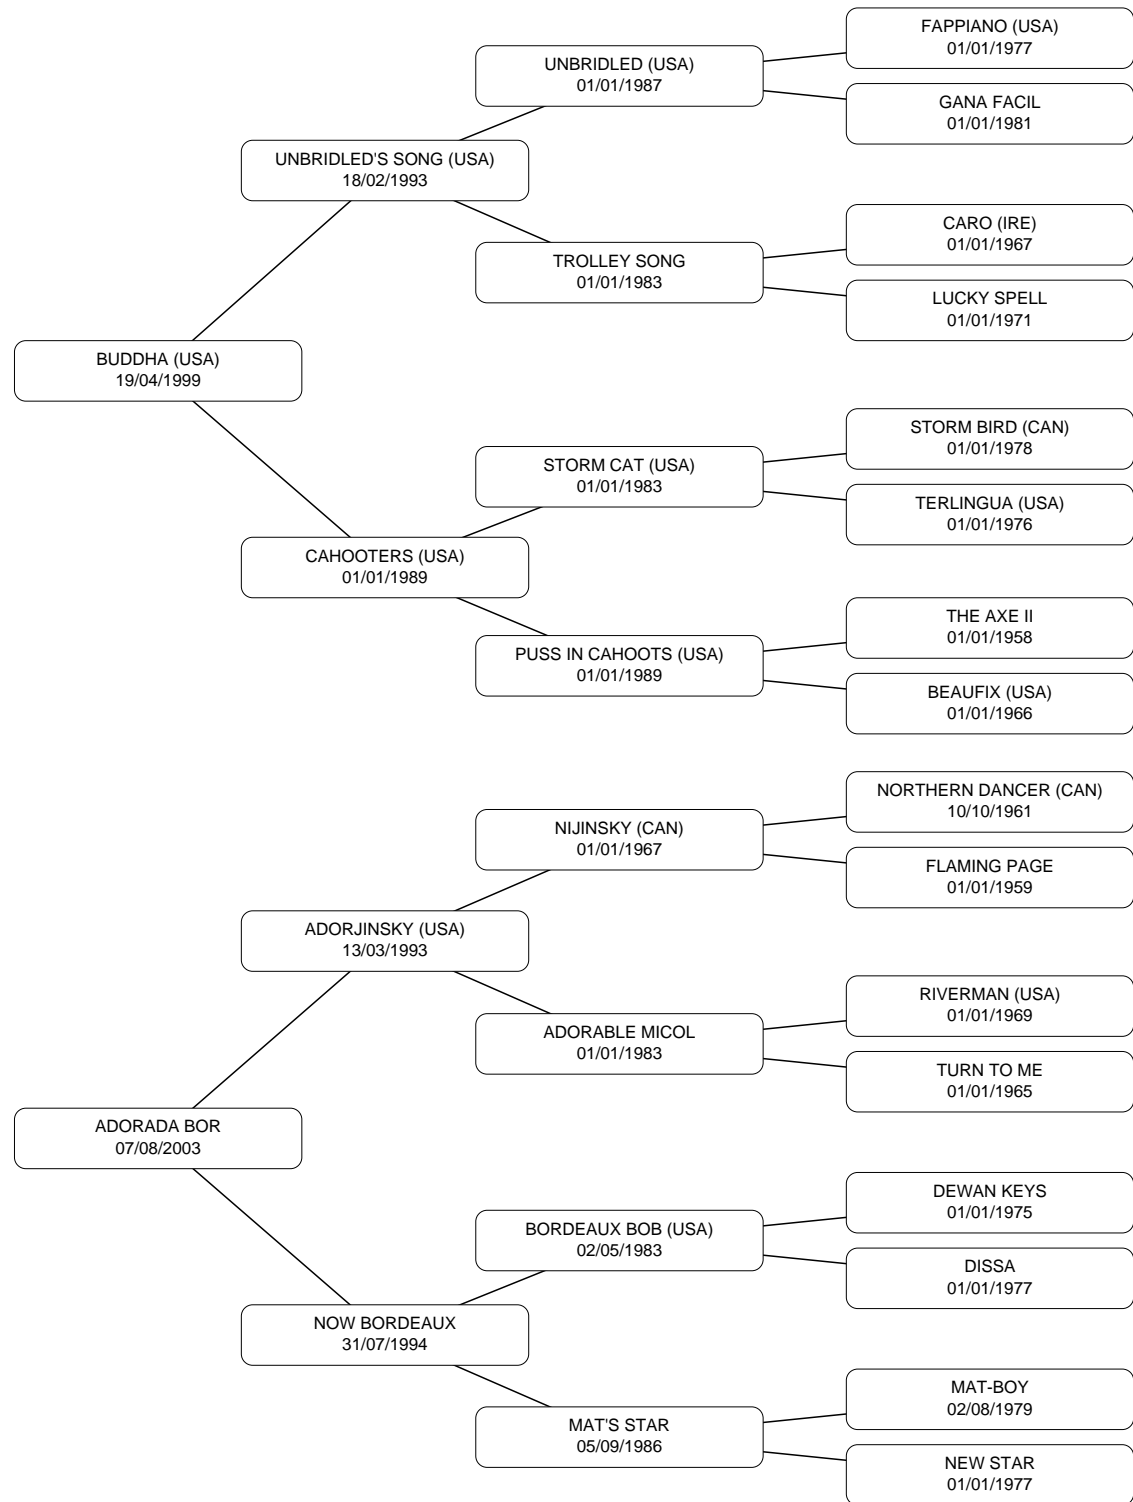 FAPPIANO (USA)
01/01/1977
UNBRIDLED (USA)
01/01/1987
GANA FACIL
01/01/1981
UNBRIDLED'S SONG (USA)
18/02/1993
CARO (IRE)
01/01/1967
TROLLEY SONG
01/01/1983
LUCKY SPELL
01/01/1971
BUDDHA (USA)
19/04/1999
STORM BIRD (CAN)
01/01/1978
STORM CAT (USA)
01/01/1983
TERLINGUA (USA)
01/01/1976
CAHOOTERS (USA)
01/01/1989
THE AXE II
01/01/1958
PUSS IN CAHOOTS (USA)
01/01/1989
BEAUFIX (USA)
01/01/1966
NORTHERN DANCER (CAN)
10/10/1961
NIJINSKY (CAN)
01/01/1967
FLAMING PAGE
01/01/1959
ADORJINSKY (USA)
13/03/1993
RIVERMAN (USA)
01/01/1969
ADORABLE MICOL
01/01/1983
TURN TO ME
01/01/1965
ADORADA BOR
07/08/2003
DEWAN KEYS
01/01/1975
BORDEAUX BOB (USA)
02/05/1983
DISSA
01/01/1977
NOW BORDEAUX
31/07/1994
MAT-BOY
02/08/1979
MAT'S STAR
05/09/1986
NEW STAR
01/01/1977